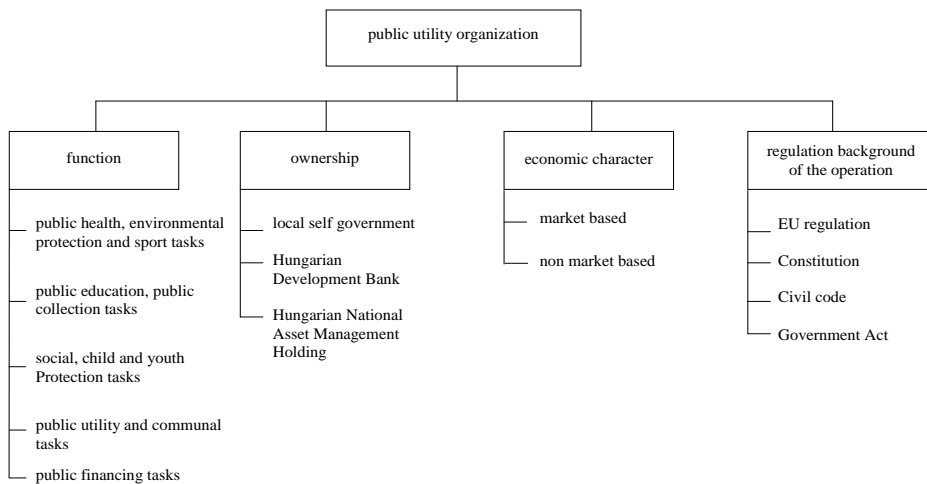 public utility organization
function
public health, environmental
protection and sport tasks
public education, public
collection tasks
social, child and youth
Protection tasks
public utility and communal
tasks
public financing tasks
ownership
local self government
Hungarian
Development Bank
Hungarian National
Asset Management
Holding
economic character
market based
non market based
regulation background
of the operation
EU regulation
Constitution
Civil code
Government Act